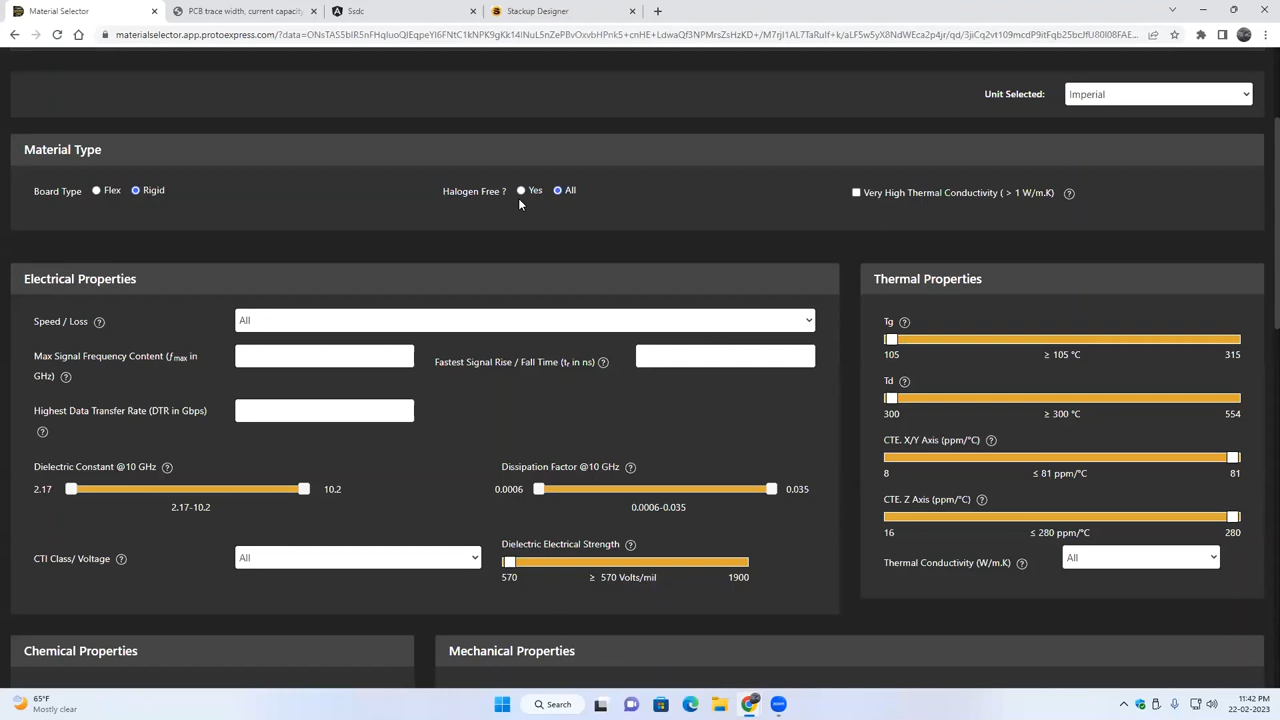 Material Selector
PCB trace width, current capacity
Ssdc
Stackup Designer
Unit Selected: Imperial
Material Type
Board Type Flex Rigid Halogen Free ? Yes All Very High Thermal Conductivity ( > 1 W/m.K) ?
Electrical Properties
Speed / Loss ? All
Max Signal Frequency Content (ƒmax in
GHz) ?
Fastest Signal Rise / Fall Time (tr in ns) ?
Highest Data Transfer Rate (DTR in Gbps)
?
Dielectric Constant @10 GHz ?
2.17 10.2
2.17-10.2
Dissipation Factor @10 GHz ?
0.0006 0.035
0.0006-0.035
CTI Class/ Voltage ? All
Dielectric Electrical Strength ?
570 ≥ 570 Volts/mil 1900
Thermal Properties
Tg ?
105 ≥ 105 °C 315
Td ?
300 ≥ 300 °C 554
CTE. X/Y Axis (ppm/°C) ?
8 ≤ 81 ppm/°C 81
CTE. Z Axis (ppm/°C) ?
16 ≤ 280 ppm/°C 280
Thermal Conductivity (W/m.K) ? All
Chemical Properties
Mechanical Properties
65°F
Mostly clear
Search
zoom
11:42 PM
22-02-2023